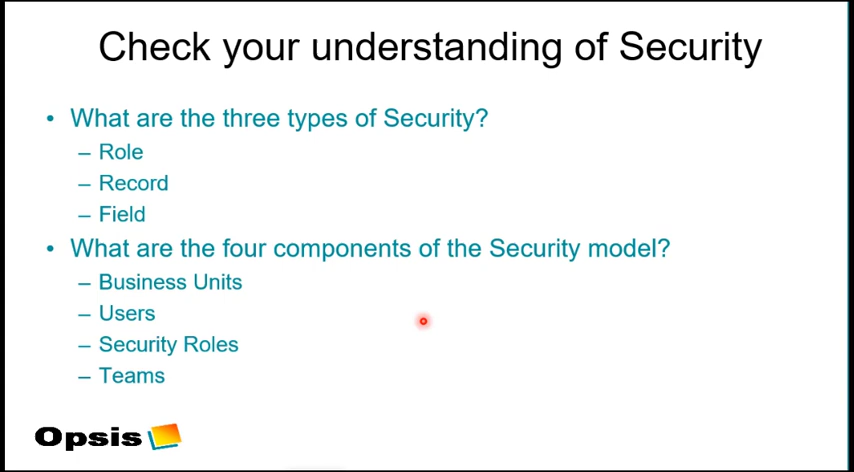 Check your understanding of Security
• What are the three types of Security?
– Role
– Record
– Field
• What are the four components of the Security model?
– Business Units
– Users
– Security Roles
– Teams
Opsis